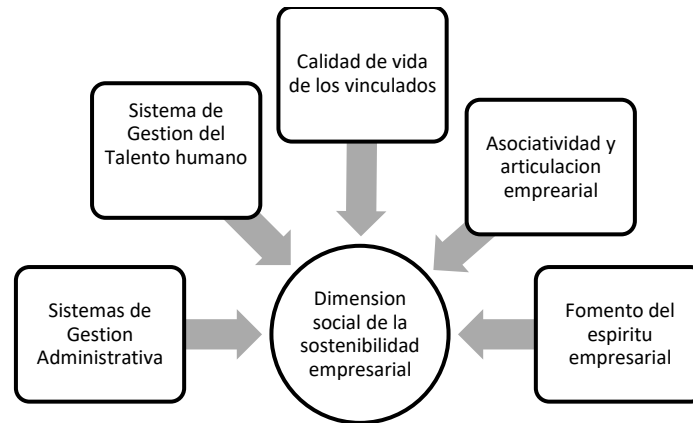 Calidad de vida
de los vinculados
Sistema de
Gestion del
Talento humano
Asociatividad y
articulacion
emprearial
Sistemas de
Gestion
Administrativa
Dimension
social de la
sostenibilidad
empresarial
Fomento del
espiritu
empresarial